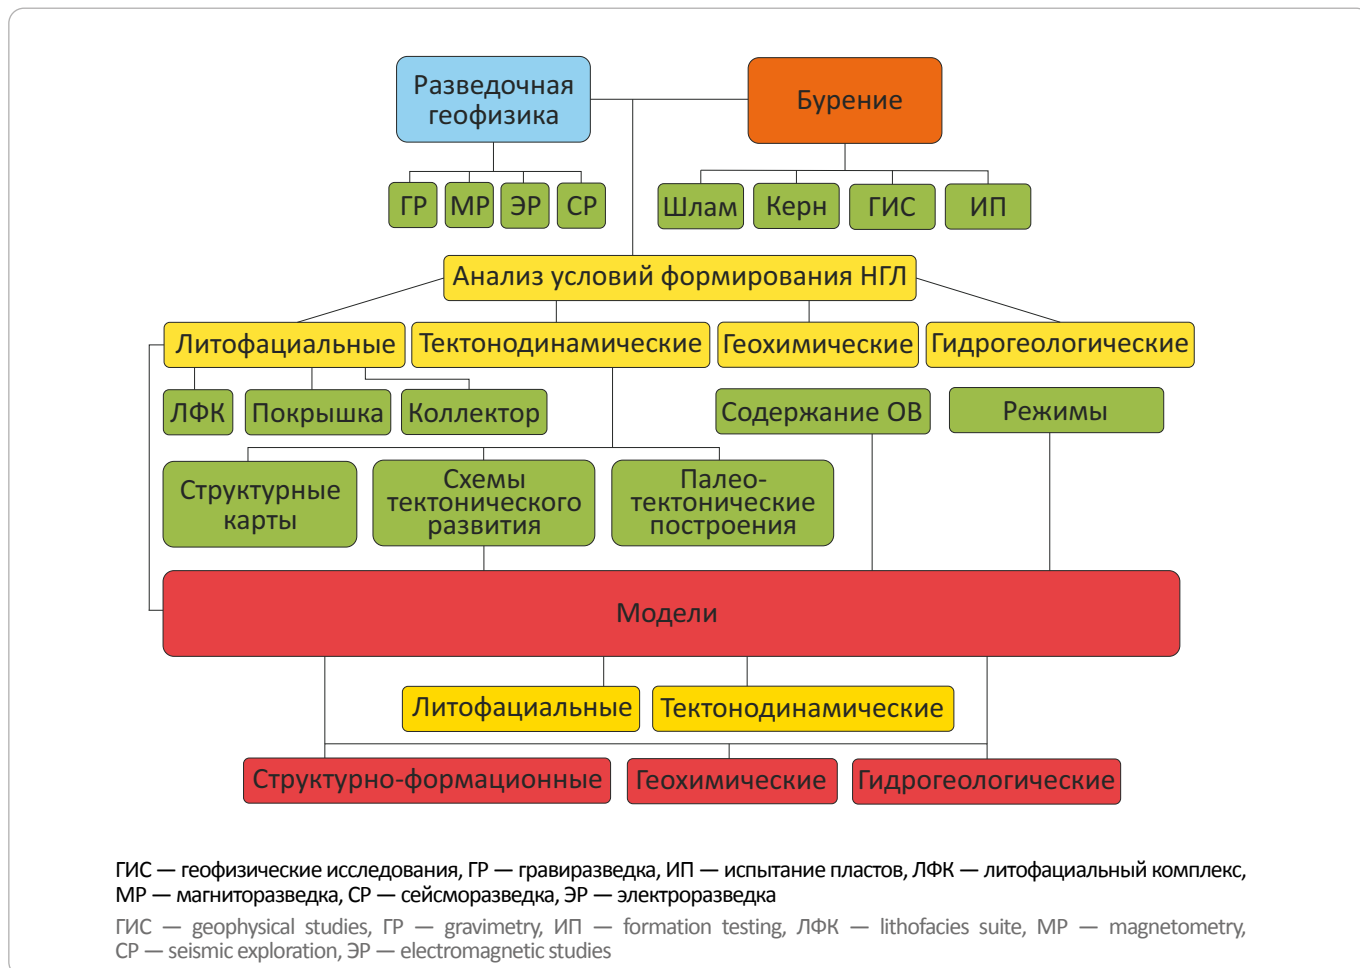 Разведочная
геофизика
Бурение
ГР
МР
ЭР
СР
Шлам
Керн
ГИС
ИП
Анализ условий формирования НГЛ
Литофациальные
Тектонодинамические
Геохимические
Гидрогеологические
ЛФК
Покрышка
Коллектор
Содержание ОВ
Режимы
Структурные
карты
Схемы
тектонического
развития
Палео-
тектонические
построения
Модели
Литофациальные
Тектонодинамические
Структурно-формационные
Геохимические
Гидрогеологические
ГИС — геофизические исследования, ГР — гравиразведка, ИП — испытание пластов, ЛФК — литофациальный комплекс,
МР — магниторазведка, СР — сейсморазведка, ЭР — электроразведка
ГИС — geophysical studies, ГР — gravimetry, ИП — formation testing, ЛФК — lithofacies suite, МР — magnetometry,
СР — seismic exploration, ЭР — electromagnetic studies